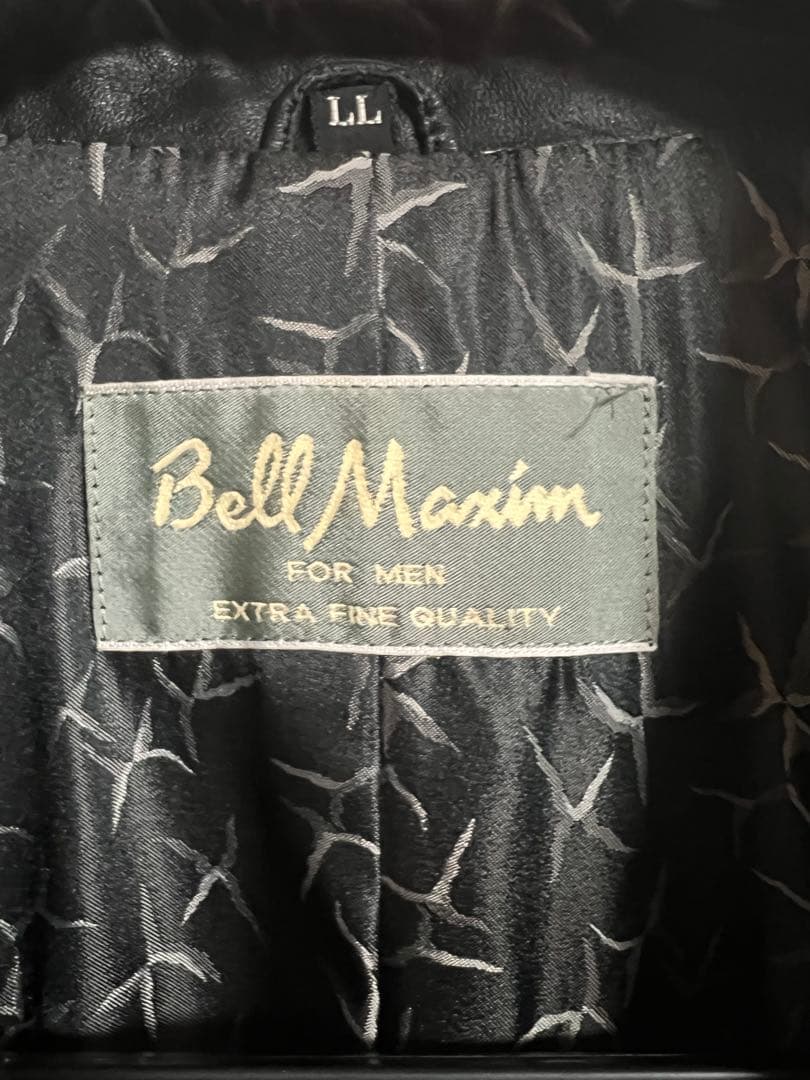 LL
Bell Maxim
FOR MEN
EXTRA FINE QUALITY